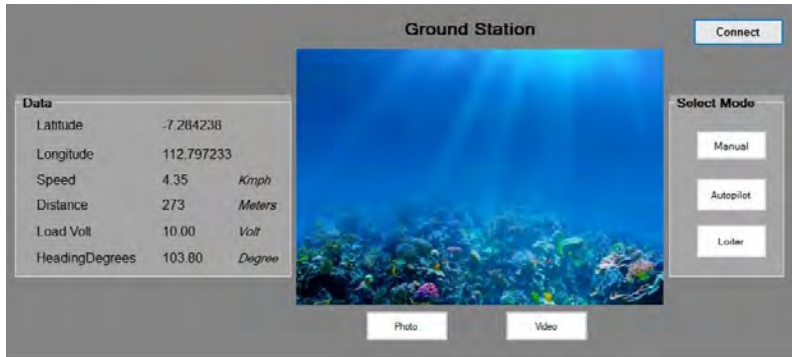 Ground Station
Connect
Data
Latitude -7.284238
Longitude 112.797233
Speed 4.35 Kmph
Distance 273 Meters
Load Volt 10.00 Volt
HeadingDegrees 103.80 Degree
Select Mode
Manual
Autopilot
Loiter
Photo
Video